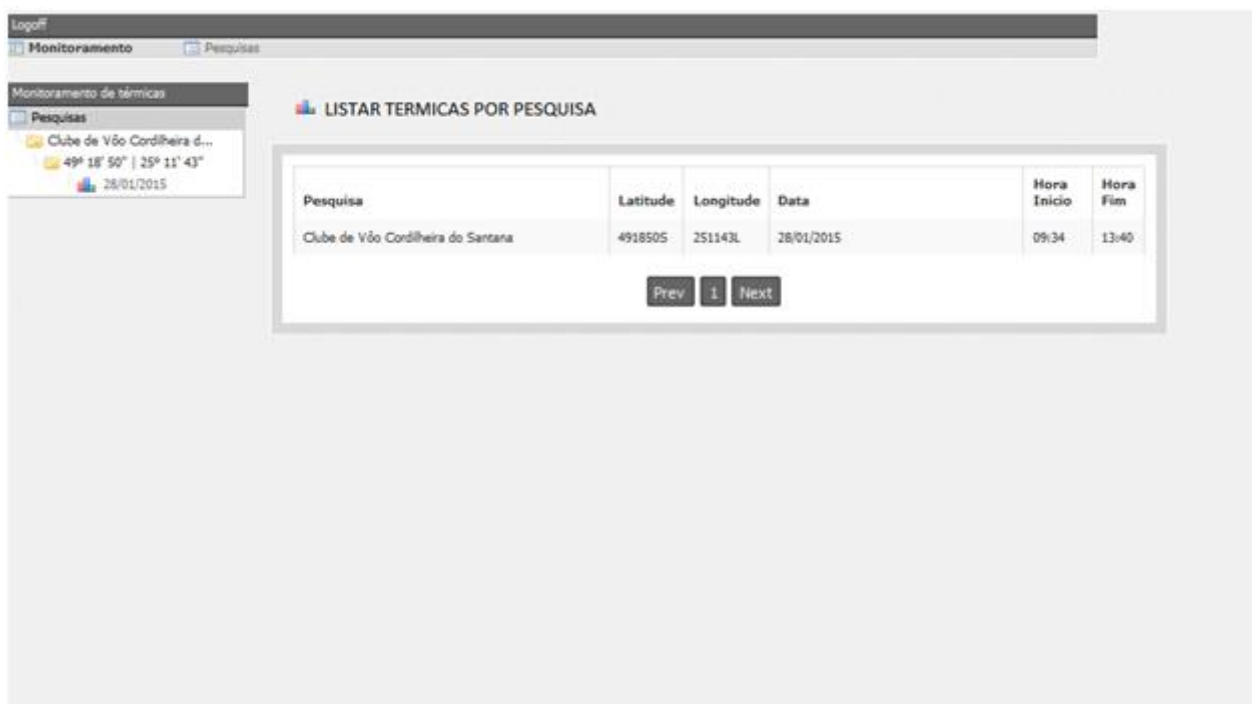 Logoff
Monitoramento Pesquisas
Monitoramento de térmicas
Pesquisas
Clube de Vôo Cordilheira d...
49º 18' 50" | 25º 11' 43"
28/01/2015
LISTAR TERMICAS POR PESQUISA
Pesquisa Latitude Longitude Data Hora Inicio Hora Fim
Clube de Vôo Cordilheira do Santana 491850S 251143L 28/01/2015 09:34 13:40
Prev 1 Next